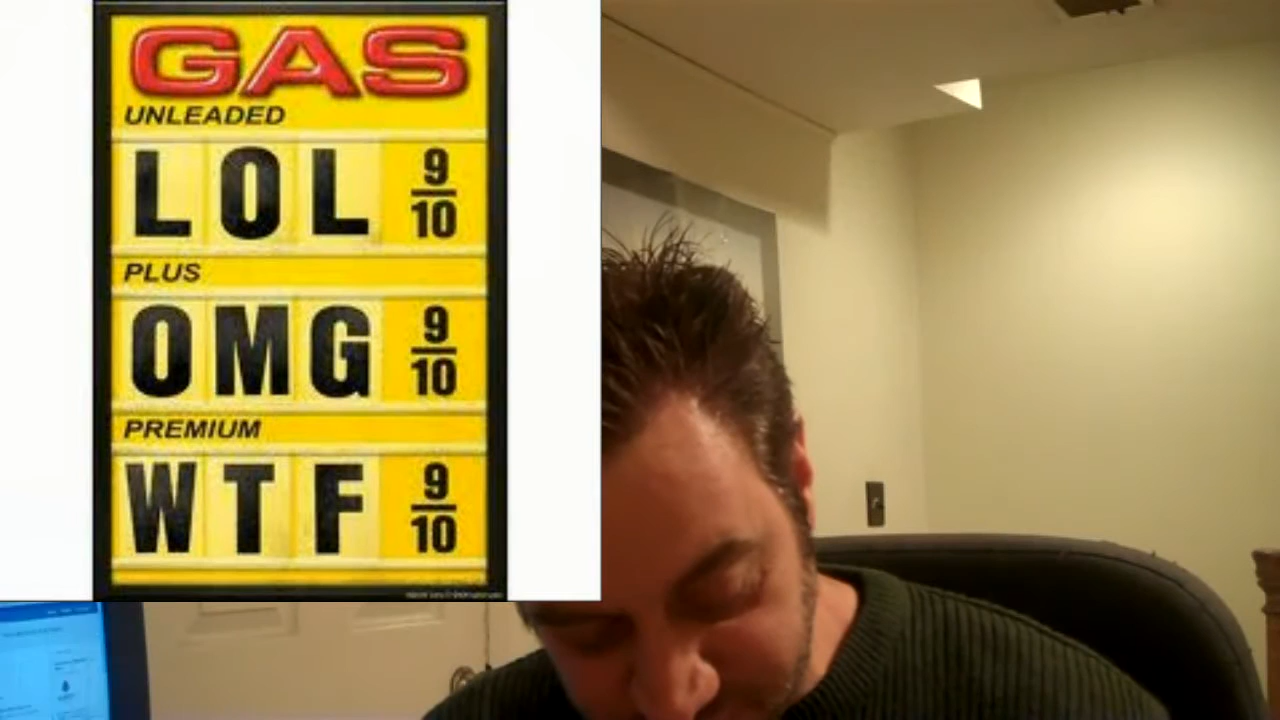 GAS
UNLEADED
LOL 9/10
PLUS
OMG 9/10
PREMIUM
WTF 9/10